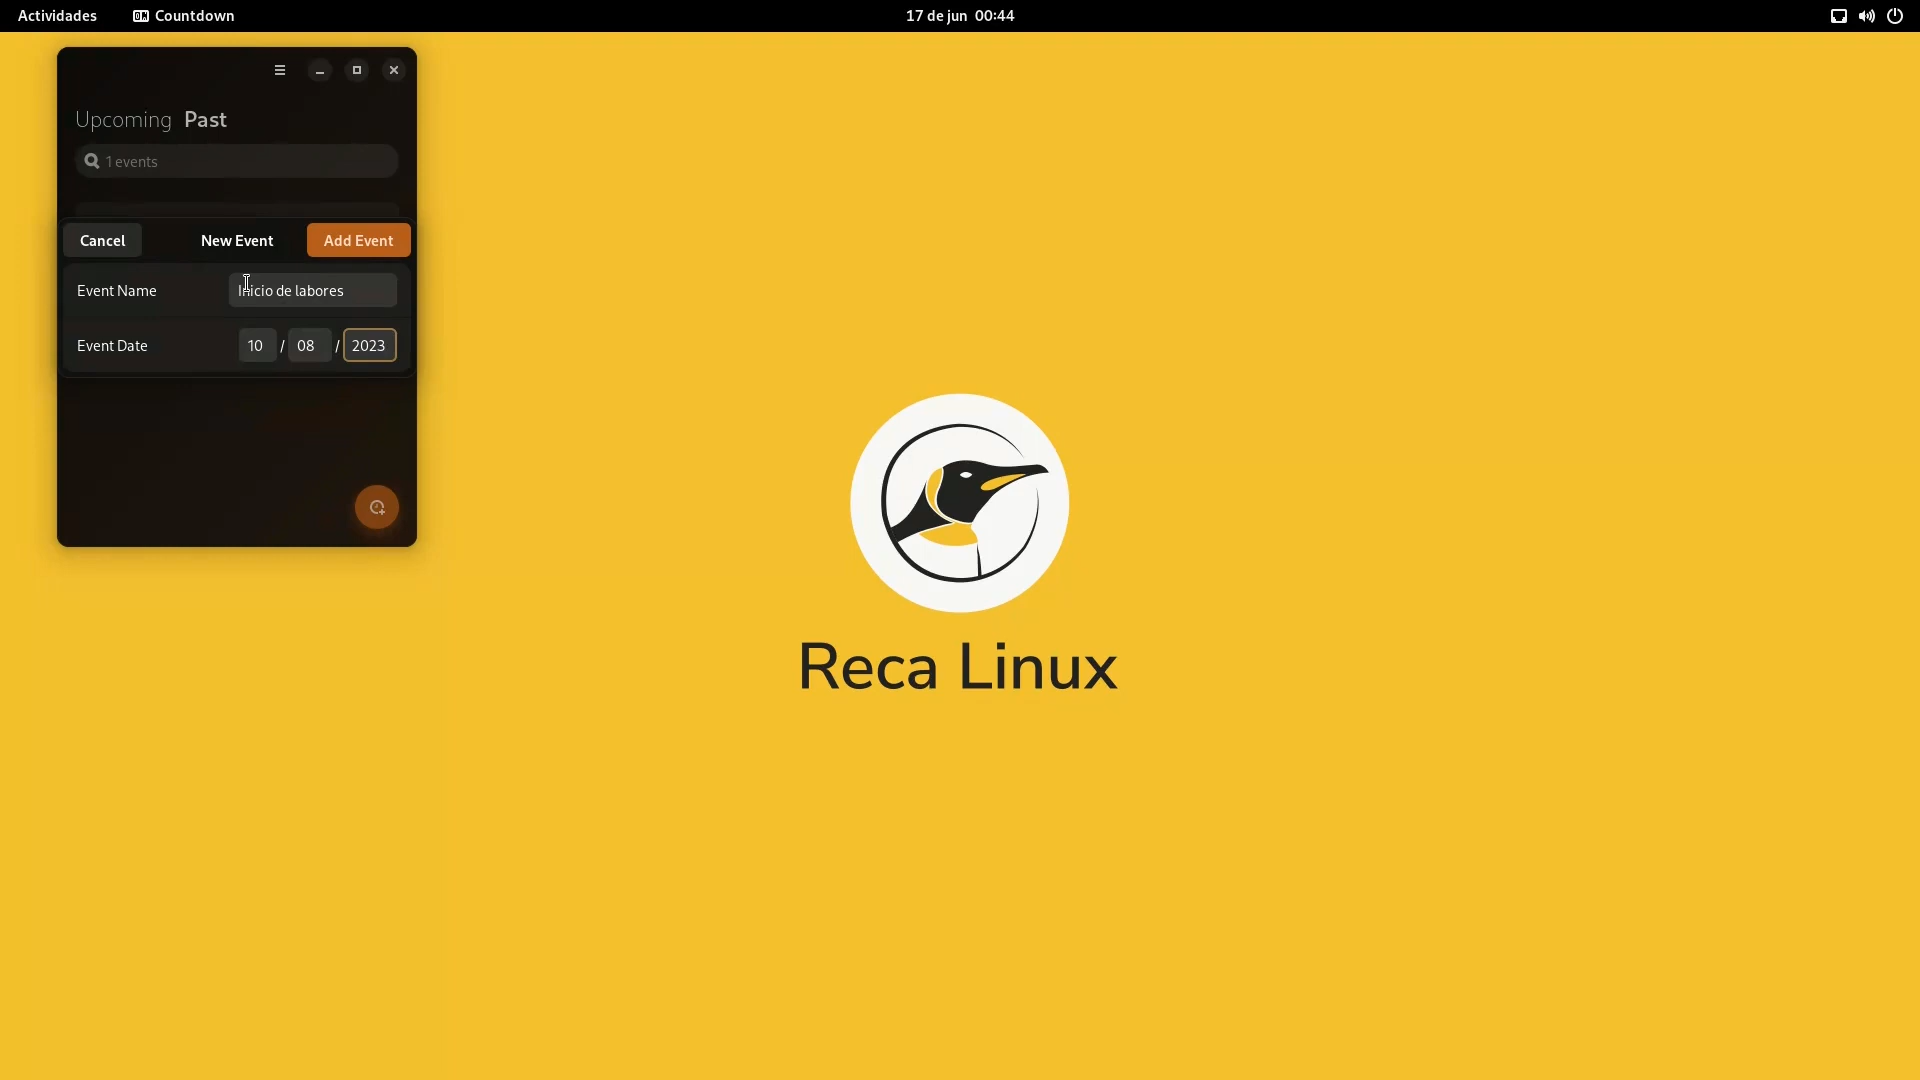 Actividades Countdown 17 de jun 00:44
Upcoming Past
1 events
Cancel New Event Add Event
Event Name Inicio de labores
Event Date 10 / 08 / 2023
Reca Linux